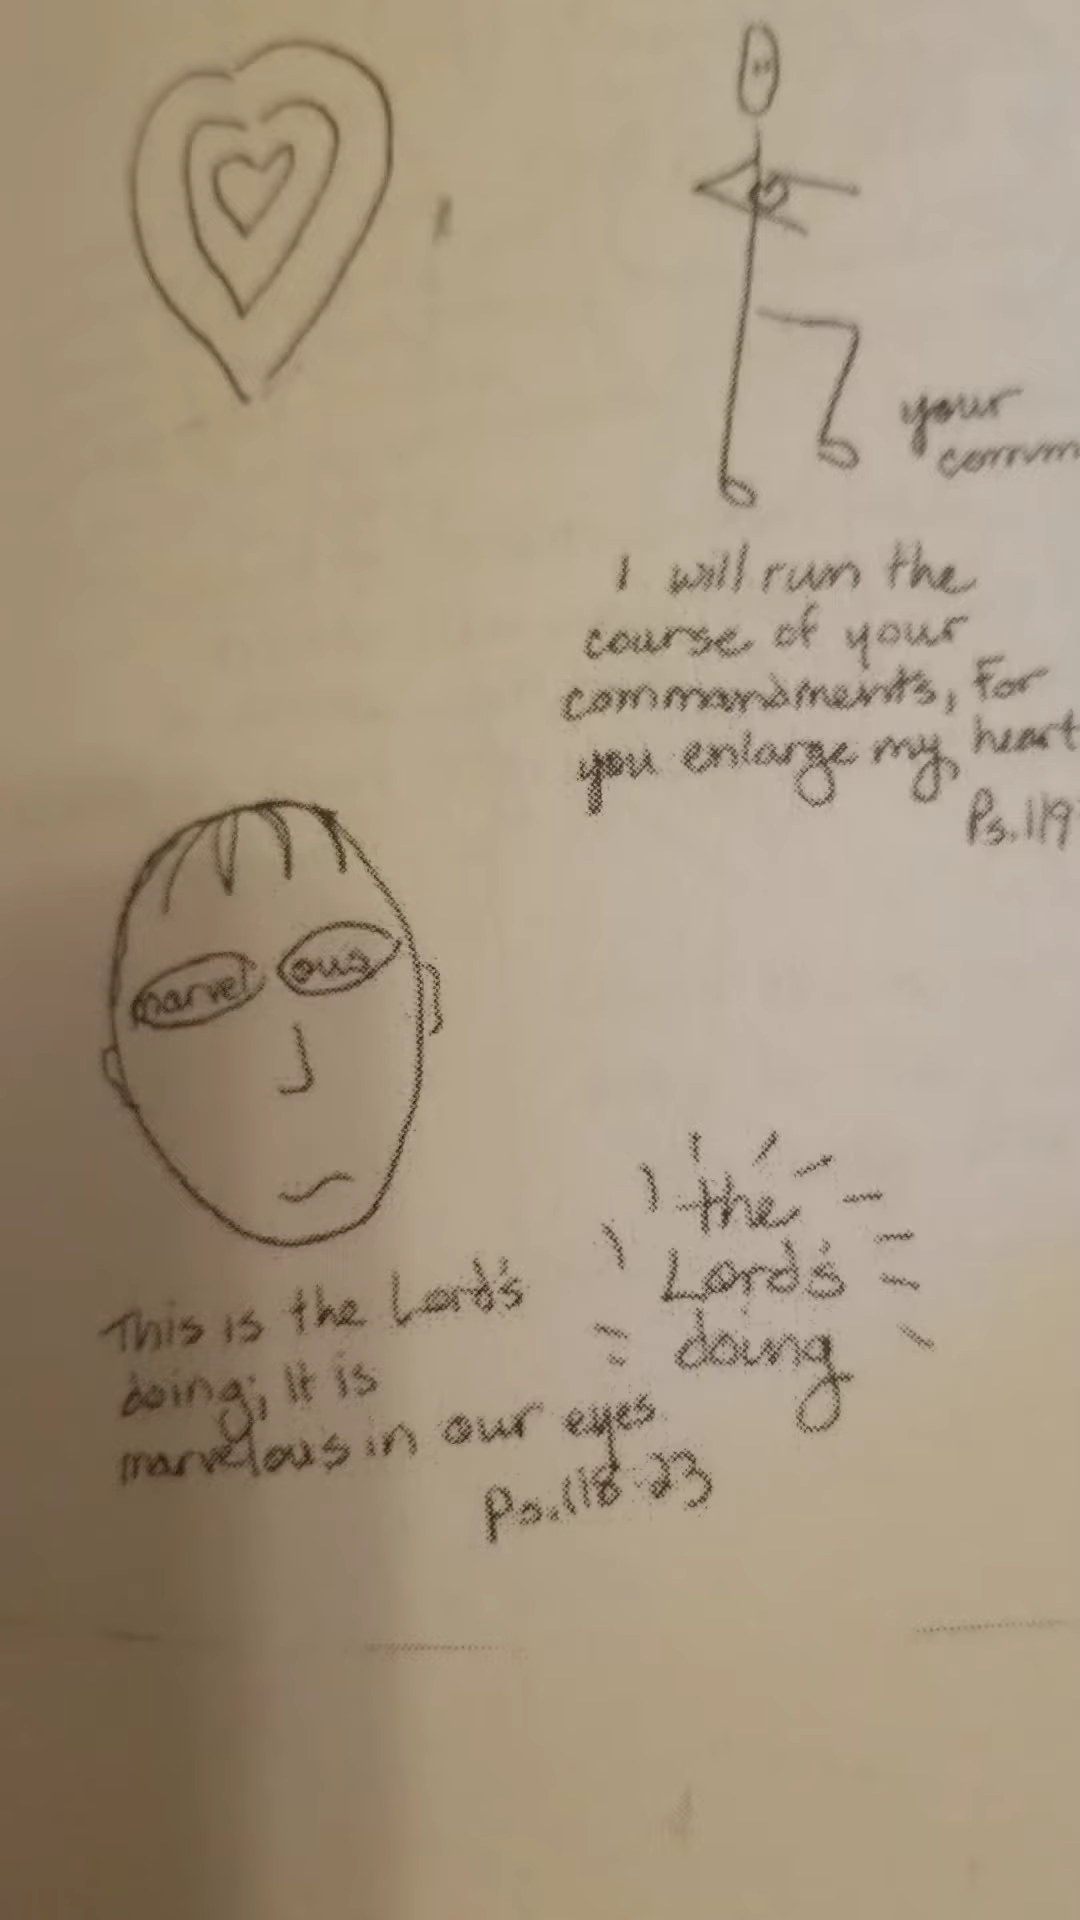 your
comm
I will run the
course of your
commandments, For
you enlarge my heart
Ps. 119
marvel ous
the
Lord's
doing
This is the Lord's
doing; It is
marvelous in our eyes
Ps. 118:23